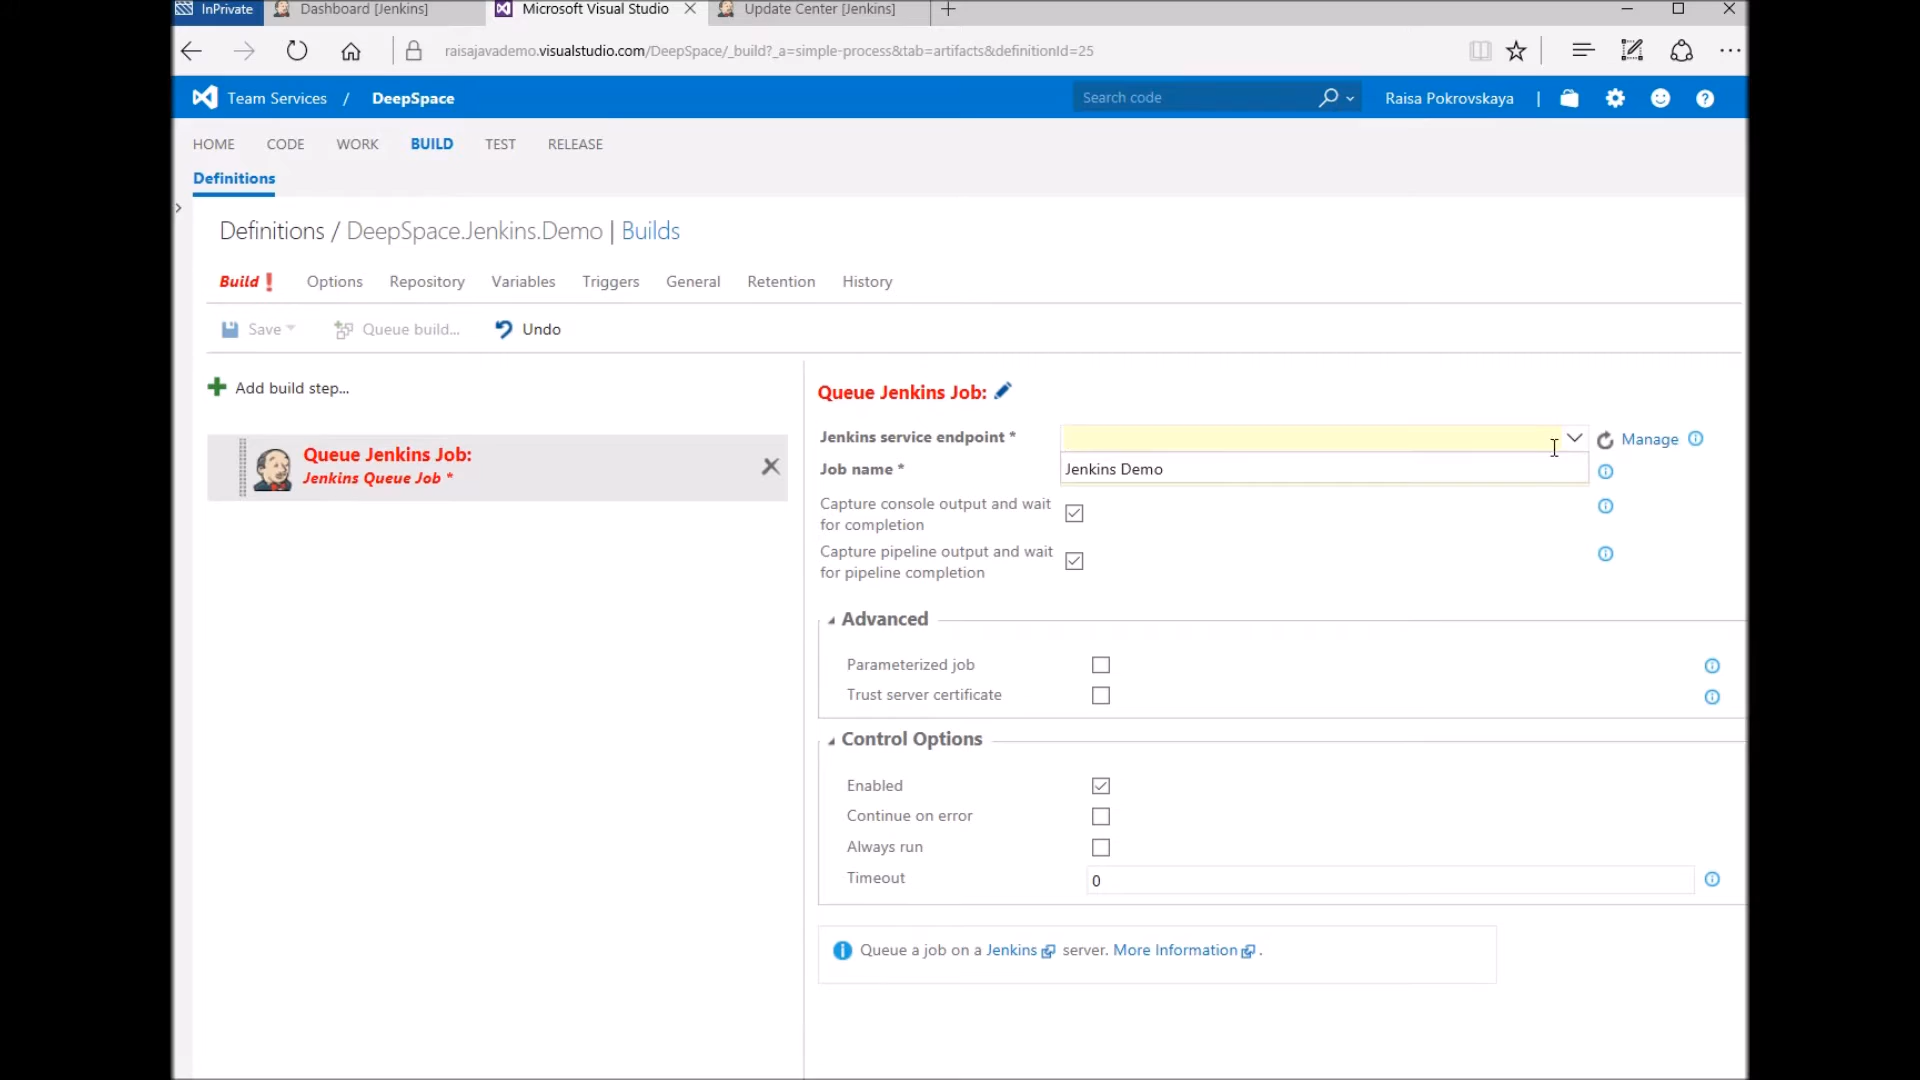 InPrivate Dashboard [Jenkins] Microsoft Visual Studio Update Center [Jenkins]
raisajavademo.visualstudio.com/DeepSpace/_build?_a=simple-process&tab=artifacts&definitionId=25
Team Services / DeepSpace Search code Raisa Pokrovskaya |
HOME CODE WORK BUILD TEST RELEASE
Definitions
Definitions / DeepSpace.Jenkins.Demo | Builds
Build ! Options Repository Variables Triggers General Retention History
Save Queue build... Undo
Add build step...
Queue Jenkins Job:
Jenkins Queue Job *
Queue Jenkins Job:
Jenkins service endpoint * Manage
Job name * Jenkins Demo
Capture console output and wait
for completion
Capture pipeline output and wait
for pipeline completion
Advanced
Parameterized job
Trust server certificate
Control Options
Enabled
Continue on error
Always run
Timeout 0
Queue a job on a Jenkins server. More Information .